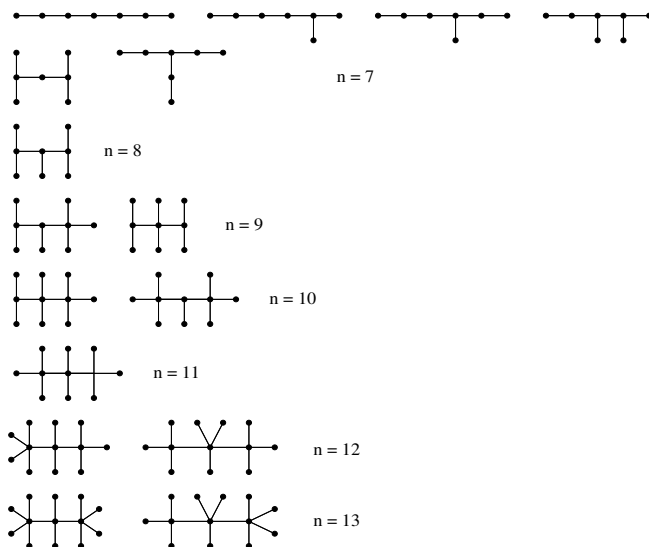 n = 7
n = 8
n = 9
n = 10
n = 11
n = 12
n = 13